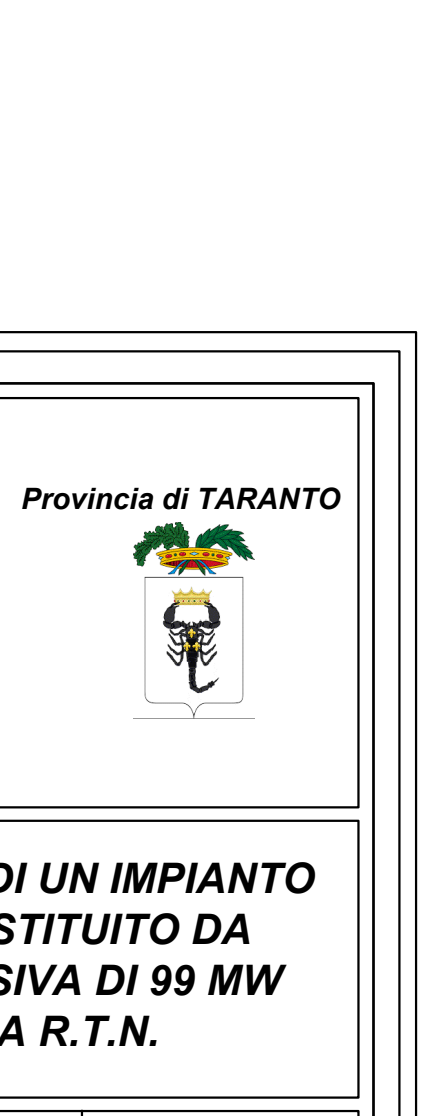 Provincia di TARANTO
DI UN IMPIANTO
STITUITO DA
SIVA DI 99 MW
A R.T.N.